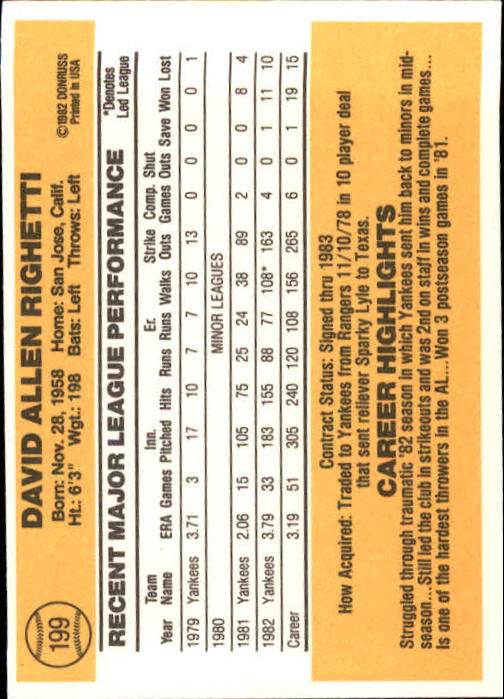 199
DAVID ALLEN RIGHETTI
Born: Nov. 28, 1958 Home: San Jose, Calif.
Ht.: 6'3" Wgt.: 198 Bats: Left Throws: Left
©1982 DONRUSS
Printed in USA
RECENT MAJOR LEAGUE PERFORMANCE
*Denotes
Led League
Team Inn. Er. Strike Comp. Shut
Year Name ERA Games Pitched Hits Runs Runs Walks Outs Games Outs Save Won Lost
1979 Yankees 3.71 3 17 10 7 7 10 13 0 0 0 0 1
1980 MINOR LEAGUES
1981 Yankees 2.06 15 105 75 25 24 38 89 2 0 0 8 4
1982 Yankees 3.79 33 183 155 88 77 108* 163 4 0 1 11 10
Career 3.19 51 305 240 120 108 156 265 6 0 1 19 15
Contract Status: Signed thru 1983
How Acquired: Traded to Yankees from Rangers 11/10/78 in 10 player deal
that sent reliever Sparky Lyle to Texas.
CAREER HIGHLIGHTS
Struggled through traumatic '82 season in which Yankees sent him back to minors in mid-
season... Still led the club in strikeouts and was 2nd on staff in wins and complete games...
Is one of the hardest throwers in the AL... Won 3 postseason games in '81.